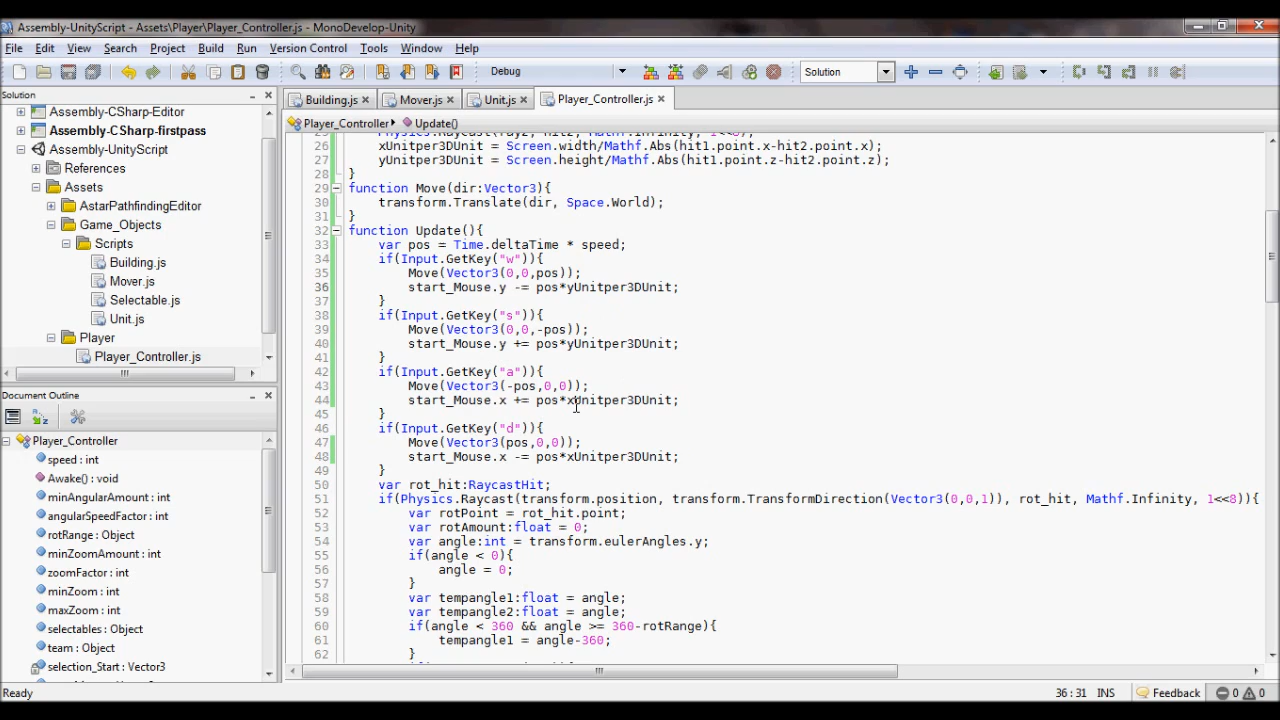 Assembly-UnityScript - Assets\Player\Player_Controller.js - MonoDevelop-Unity
File Edit View Search Project Build Run Version Control Tools Window Help
Debug
Solution
Solution
Assembly-CSharp-Editor
Assembly-CSharp-firstpass
Assembly-UnityScript
References
Assets
AstarPathfindingEditor
Game_Objects
Scripts
Building.js
Mover.js
Selectable.js
Unit.js
Player
Player_Controller.js
Document Outline
Player_Controller
speed : int
Awake() : void
minAngularAmount : int
angularSpeedFactor : int
rotRange : Object
minZoomAmount : int
zoomFactor : int
minZoom : int
maxZoom : int
selectables : Object
team : Object
selection_Start : Vector3
Building.js Mover.js Unit.js Player_Controller.js
Player_Controller Update()
25 Physics.Raycast(ray2, hit2, Mathf.Infinity, 1<<8);
26 xUnitper3DUnit = Screen.width/Mathf.Abs(hit1.point.x-hit2.point.x);
27 yUnitper3DUnit = Screen.height/Mathf.Abs(hit1.point.z-hit2.point.z);
28 }
29 function Move(dir:Vector3){
30 transform.Translate(dir, Space.World);
31 }
32 function Update(){
33 var pos = Time.deltaTime * speed;
34 if(Input.GetKey("w")){
35 Move(Vector3(0,0,pos));
36 start_Mouse.y -= pos*yUnitper3DUnit;
37 }
38 if(Input.GetKey("s")){
39 Move(Vector3(0,0,-pos));
40 start_Mouse.y += pos*yUnitper3DUnit;
41 }
42 if(Input.GetKey("a")){
43 Move(Vector3(-pos,0,0));
44 start_Mouse.x += pos*xUnitper3DUnit;
45 }
46 if(Input.GetKey("d")){
47 Move(Vector3(pos,0,0));
48 start_Mouse.x -= pos*xUnitper3DUnit;
49 }
50 var rot_hit:RaycastHit;
51 if(Physics.Raycast(transform.position, transform.TransformDirection(Vector3(0,0,1)), rot_hit, Mathf.Infinity, 1<<8)){
52 var rotPoint = rot_hit.point;
53 var rotAmount:float = 0;
54 var angle:int = transform.eulerAngles.y;
55 if(angle < 0){
56 angle = 0;
57 }
58 var tempangle1:float = angle;
59 var tempangle2:float = angle;
60 if(angle < 360 && angle >= 360-rotRange){
61 tempangle1 = angle-360;
62 }
Ready
36 : 31 INS Feedback 0 0